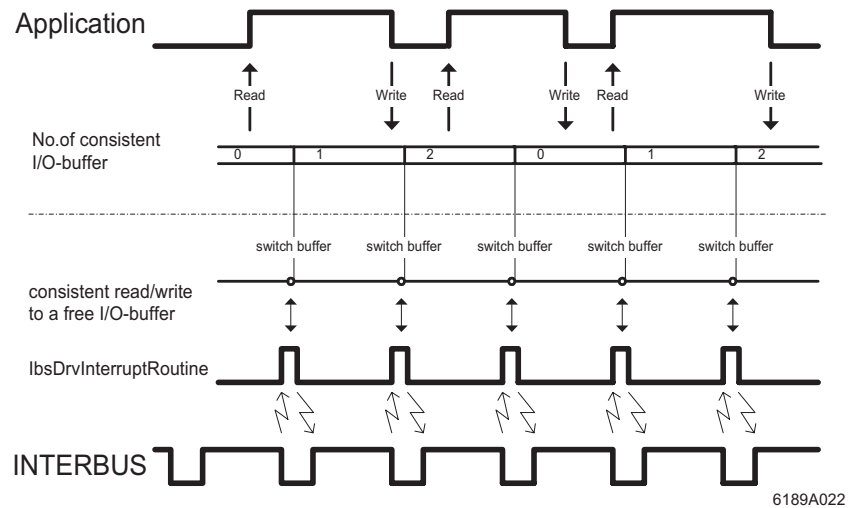 Application
Read Write Read Write Read Write
No.of consistent
I/O-buffer
0 1 2 0 1 2
switch buffer switch buffer switch buffer switch buffer switch buffer
consistent read/write
to a free I/O-buffer
IbsDrvInterruptRoutine
INTERBUS
6189A022